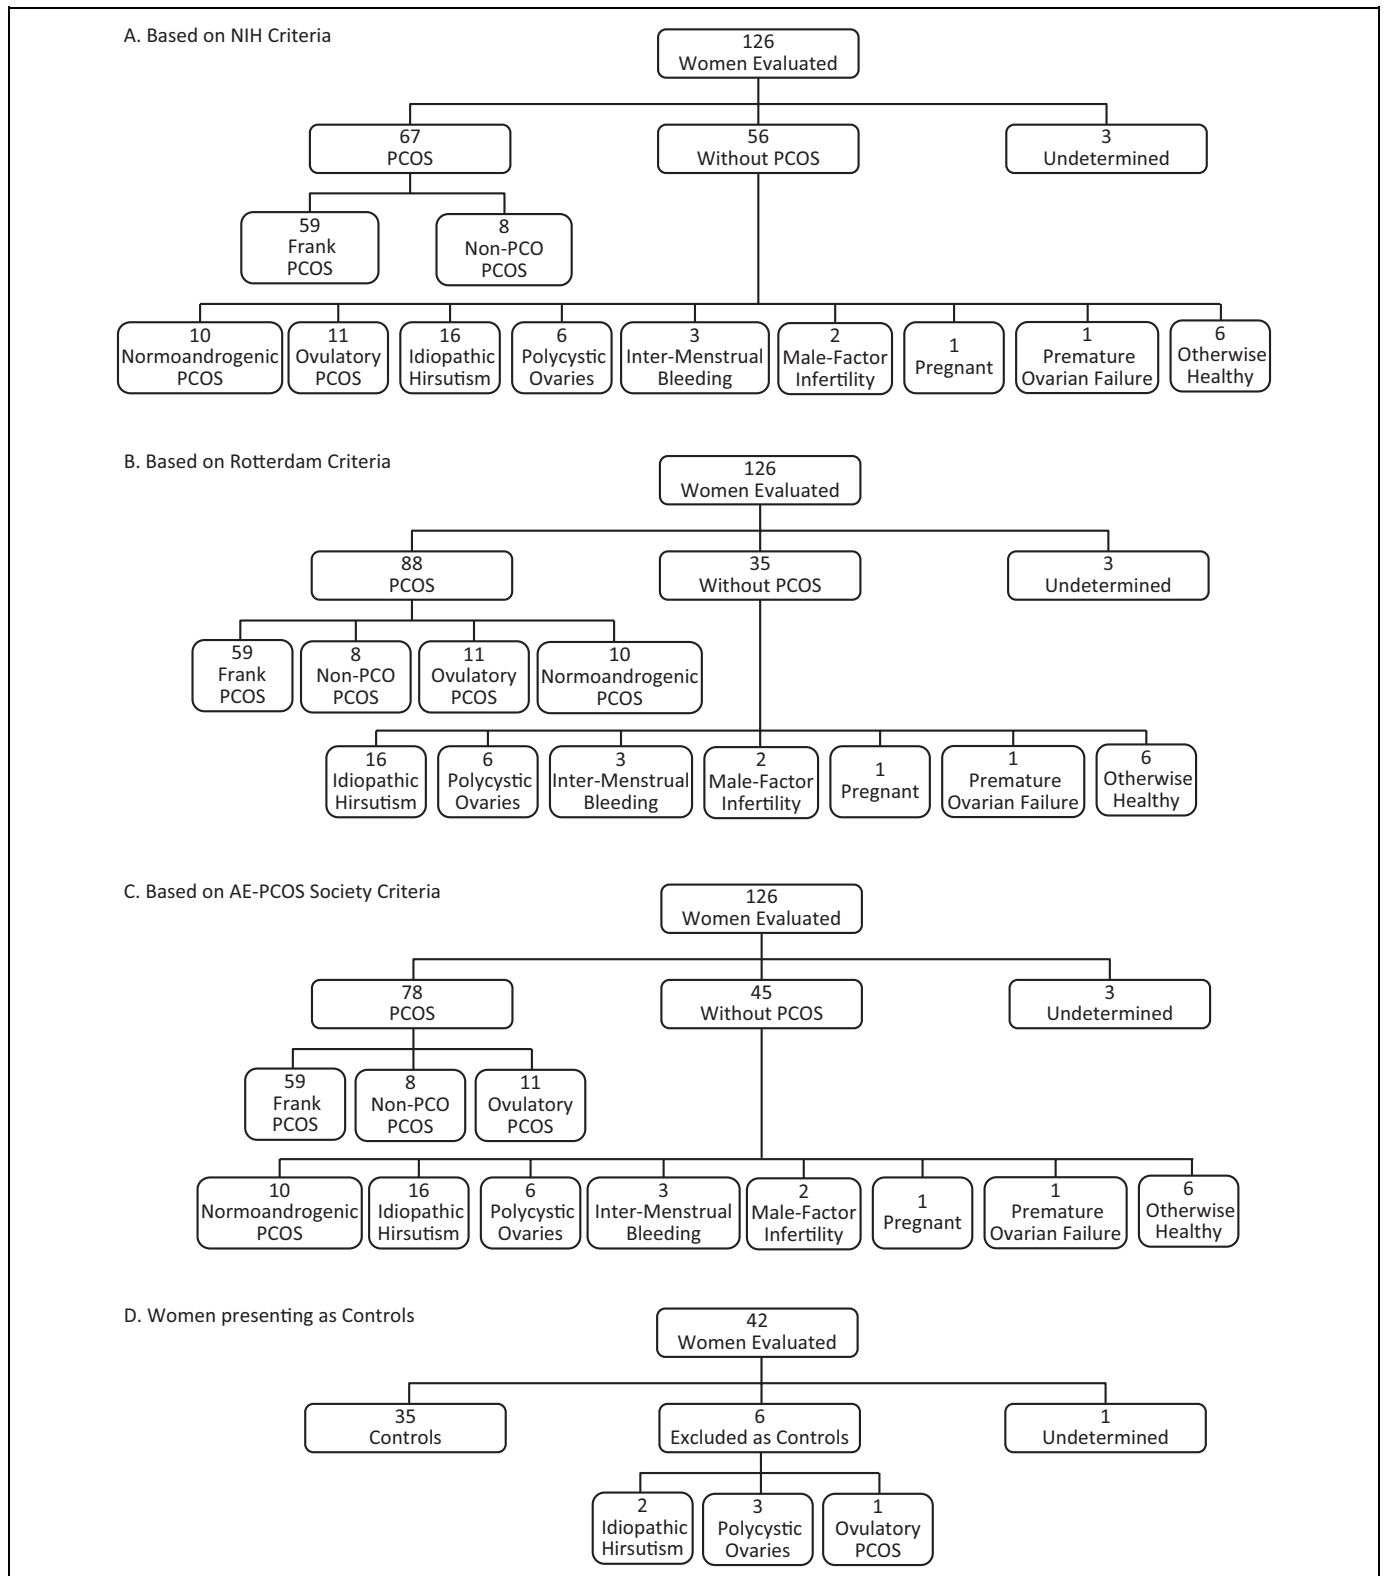 A. Based on NIH Criteria
126
Women Evaluated
67
PCOS
56
Without PCOS
3
Undetermined
59
Frank
PCOS
8
Non-PCO
PCOS
10
Normoandrogenic
PCOS
11
Ovulatory
PCOS
16
Idiopathic
Hirsutism
6
Polycystic
Ovaries
3
Inter-Menstrual
Bleeding
2
Male-Factor
Infertility
1
Pregnant
1
Premature
Ovarian Failure
6
Otherwise
Healthy
B. Based on Rotterdam Criteria
126
Women Evaluated
88
PCOS
35
Without PCOS
3
Undetermined
59
Frank
PCOS
8
Non-PCO
PCOS
11
Ovulatory
PCOS
10
Normoandrogenic
PCOS
16
Idiopathic
Hirsutism
6
Polycystic
Ovaries
3
Inter-Menstrual
Bleeding
2
Male-Factor
Infertility
1
Pregnant
1
Premature
Ovarian Failure
6
Otherwise
Healthy
C. Based on AE-PCOS Society Criteria
126
Women Evaluated
78
PCOS
45
Without PCOS
3
Undetermined
59
Frank
PCOS
8
Non-PCO
PCOS
11
Ovulatory
PCOS
10
Normoandrogenic
PCOS
16
Idiopathic
Hirsutism
6
Polycystic
Ovaries
3
Inter-Menstrual
Bleeding
2
Male-Factor
Infertility
1
Pregnant
1
Premature
Ovarian Failure
6
Otherwise
Healthy
D. Women presenting as Controls
42
Women Evaluated
35
Controls
6
Excluded as Controls
1
Undetermined
2
Idiopathic
Hirsutism
3
Polycystic
Ovaries
1
Ovulatory
PCOS